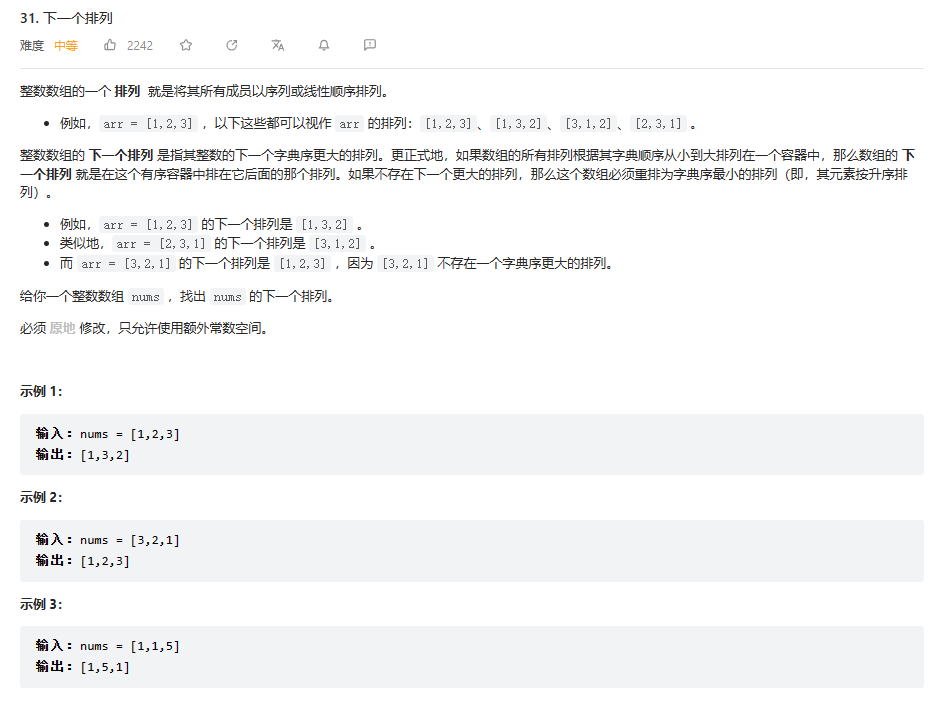 31. 下一个排列
难度 中等 2242
整数数组的一个 排列 就是将其所有成员以序列或线性顺序排列。
例如，arr = [1,2,3] ，以下这些都可以视作 arr 的排列：[1,2,3]、[1,3,2]、[3,1,2]、[2,3,1] 。
整数数组的 下一个排列 是指其整数的下一个字典序更大的排列。更正式地，如果数组的所有排列根据其字典顺序从小到大排列在一个容器中，那么数组的 下
一个排列 就是在这个有序容器中排在它后面的那个排列。如果不存在下一个更大的排列，那么这个数组必须重排为字典序最小的排列（即，其元素按升序排
列）。
例如，arr = [1,2,3] 的下一个排列是 [1,3,2] 。
类似地，arr = [2,3,1] 的下一个排列是 [3,1,2] 。
而 arr = [3,2,1] 的下一个排列是 [1,2,3] ，因为 [3,2,1] 不存在一个字典序更大的排列。
给你一个整数数组 nums ，找出 nums 的下一个排列。
必须 原地 修改，只允许使用额外常数空间。
示例 1：
输入：nums = [1,2,3]
输出：[1,3,2]
示例 2：
输入：nums = [3,2,1]
输出：[1,2,3]
示例 3：
输入：nums = [1,1,5]
输出：[1,5,1]